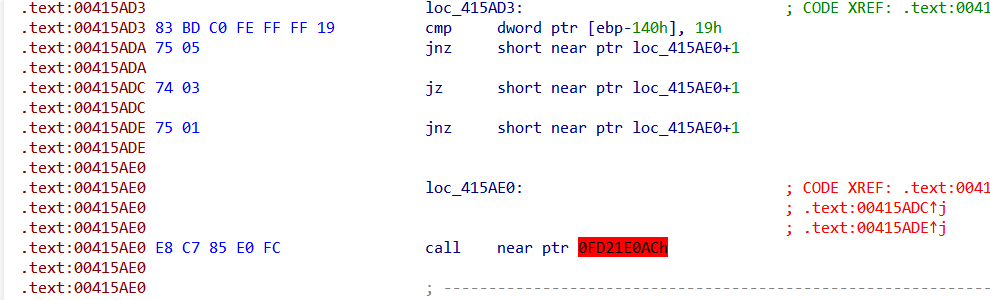 .text:00415AD3 loc_415AD3: ; CODE XREF: .text:0041
.text:00415AD3 83 BD C0 FE FF FF 19 cmp dword ptr [ebp-140h], 19h
.text:00415ADA 75 05 jnz short near ptr loc_415AE0+1
.text:00415ADA
.text:00415ADC 74 03 jz short near ptr loc_415AE0+1
.text:00415ADC
.text:00415ADE 75 01 jnz short near ptr loc_415AE0+1
.text:00415ADE
.text:00415AE0
.text:00415AE0 loc_415AE0: ; CODE XREF: .text:0041
.text:00415AE0 ; .text:00415ADC↑j
.text:00415AE0 ; .text:00415ADE↑j
.text:00415AE0 E8 C7 85 E0 FC call near ptr 0FD21E0ACh
.text:00415AE0
.text:00415AE0 ; ---------------------------------------------------------------